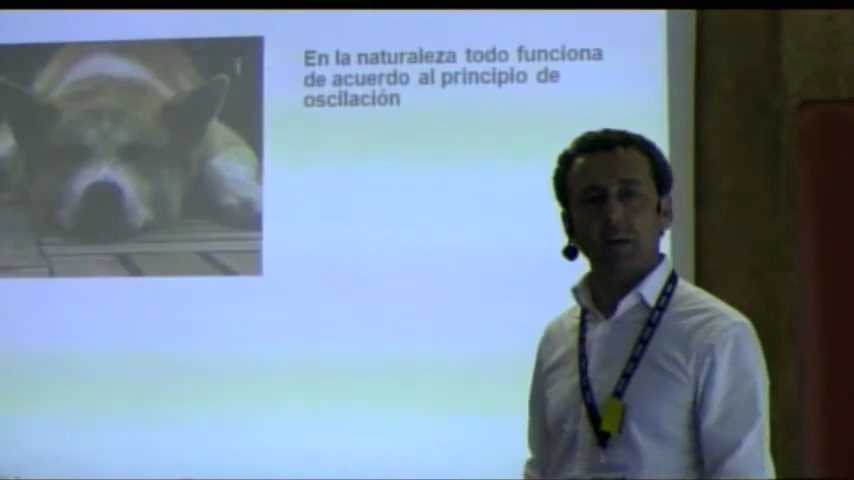 En la naturaleza todo funciona
de acuerdo al principio de
oscilación